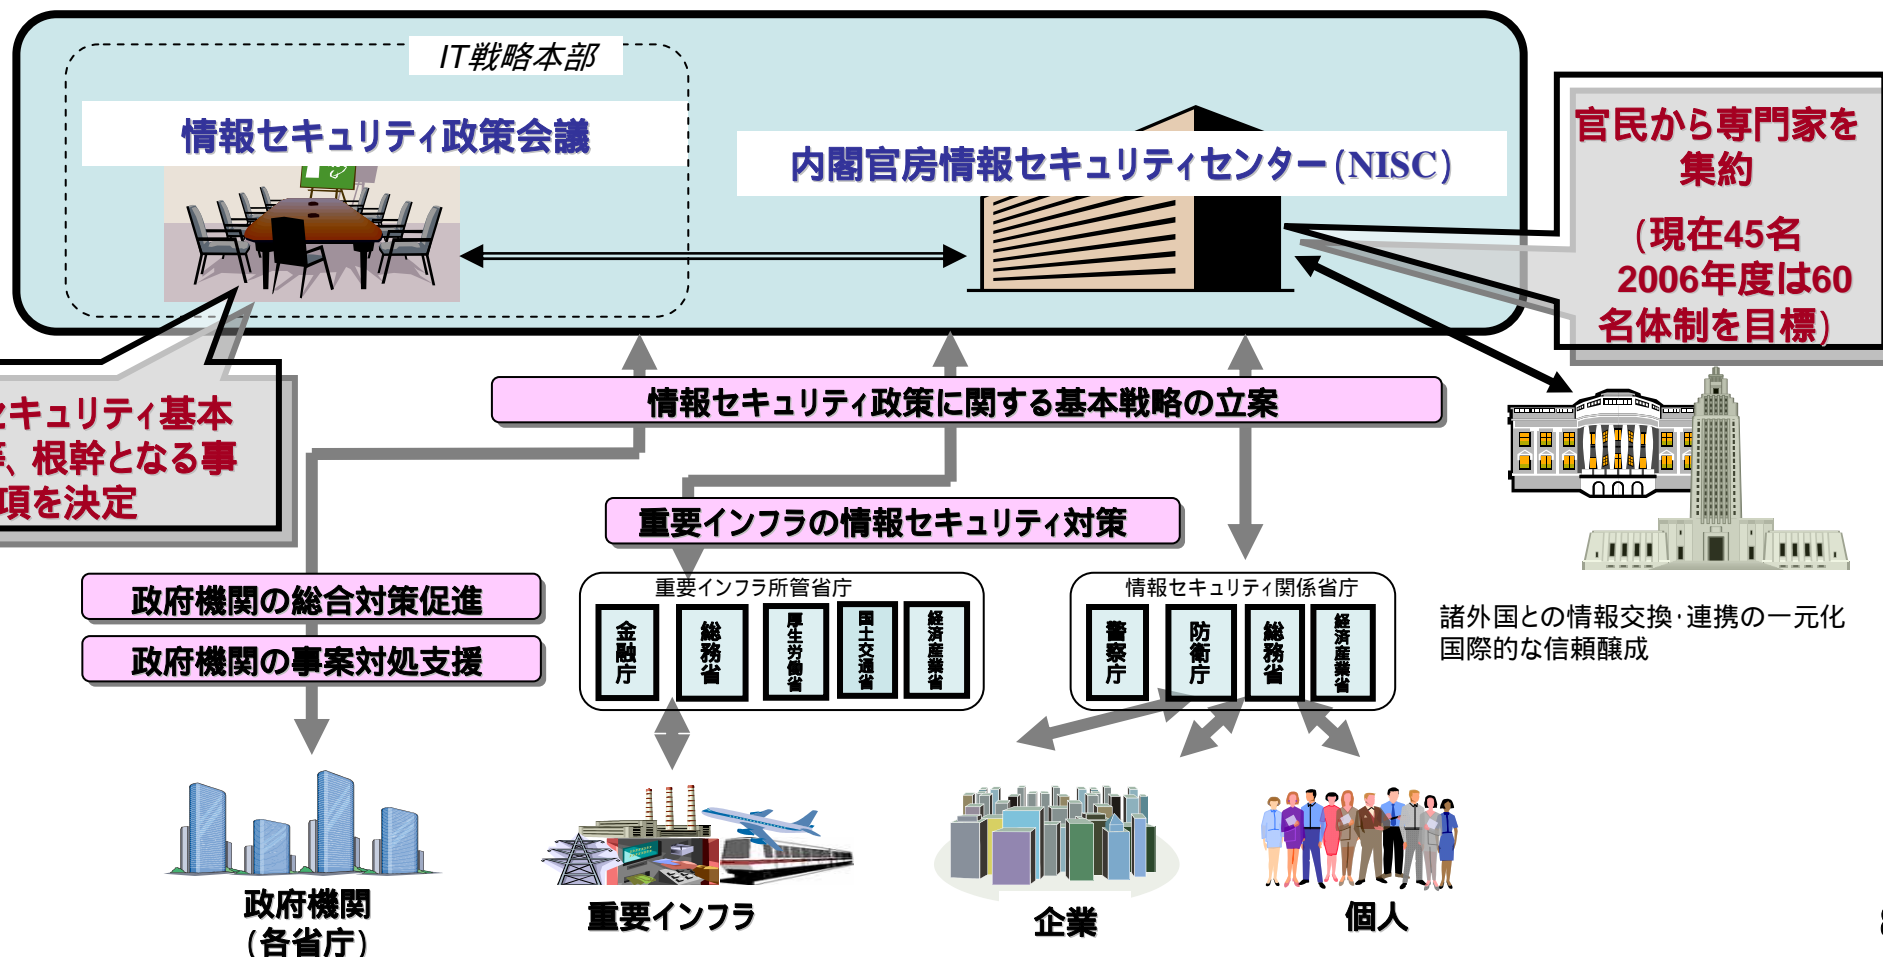 IT戦略本部
情報セキュリティ政策会議
内閣官房情報セキュリティセンター(NISC)
官民から専門家を
集約
(現在45名
2006年度は60
名体制を目標)
セキュリティ基本
等、根幹となる事
項を決定
情報セキュリティ政策に関する基本戦略の立案
重要インフラの情報セキュリティ対策
政府機関の総合対策促進
政府機関の事案対処支援
重要インフラ所管省庁
金融庁
総務省
厚生労働省
国土交通省
経済産業省
情報セキュリティ関係省庁
警察庁
防衛庁
総務省
経済産業省
諸外国との情報交換・連携の一元化
国際的な信頼醸成
政府機関
(各省庁)
重要インフラ
企業
個人